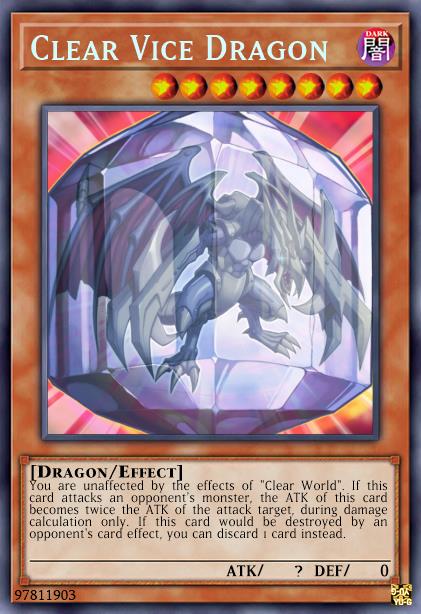 CLEAR VICE DRAGON
DARK
闇
[DRAGON/EFFECT]
You are unaffected by the effects of "Clear World". If this
card attacks an opponent's monster, the ATK of this card
becomes twice the ATK of the attack target, during damage
calculation only. If this card would be destroyed by an
opponent's card effect, you can discard 1 card instead.
ATK/ ? DEF/ 0
97811903